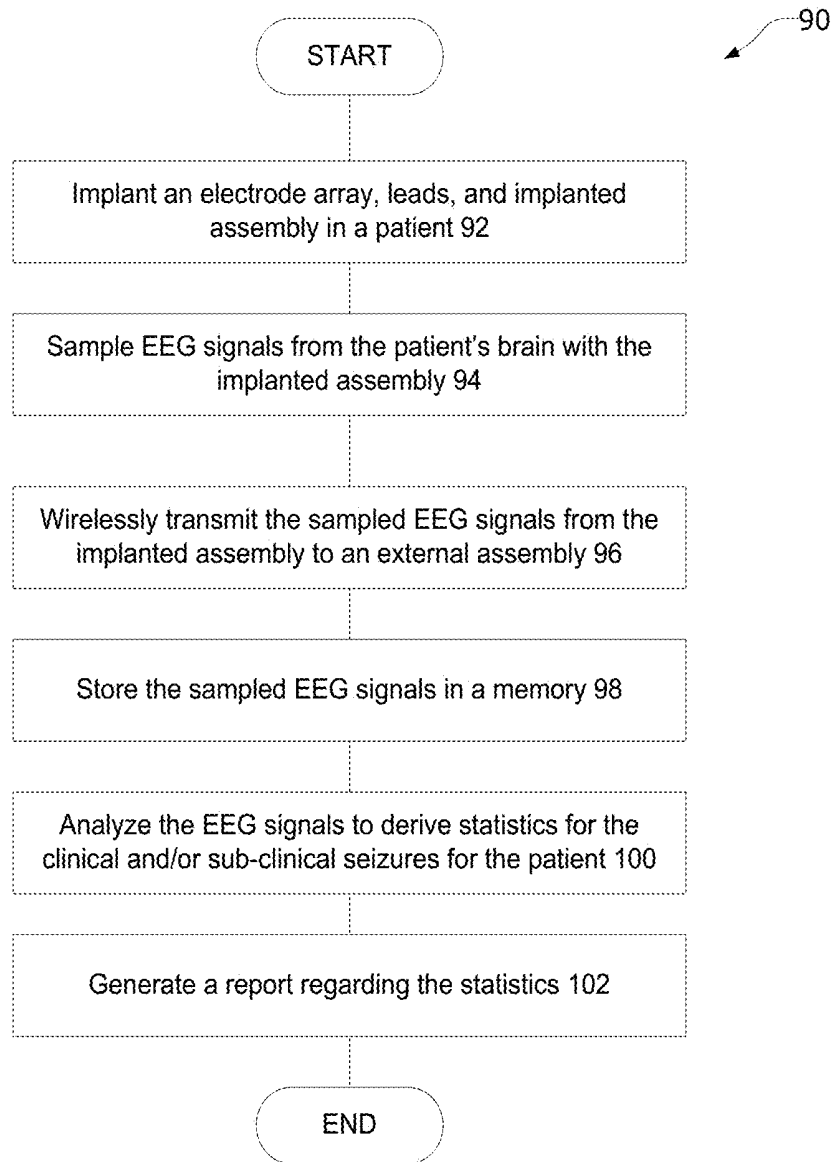 90
START
Implant an electrode array, leads, and implanted
assembly in a patient 92
Sample EEG signals from the patient's brain with the
implanted assembly 94
Wirelessly transmit the sampled EEG signals from the
implanted assembly to an external assembly 96
Store the sampled EEG signals in a memory 98
Analyze the EEG signals to derive statistics for the
clinical and/or sub-clinical seizures for the patient 100
Generate a report regarding the statistics 102
END